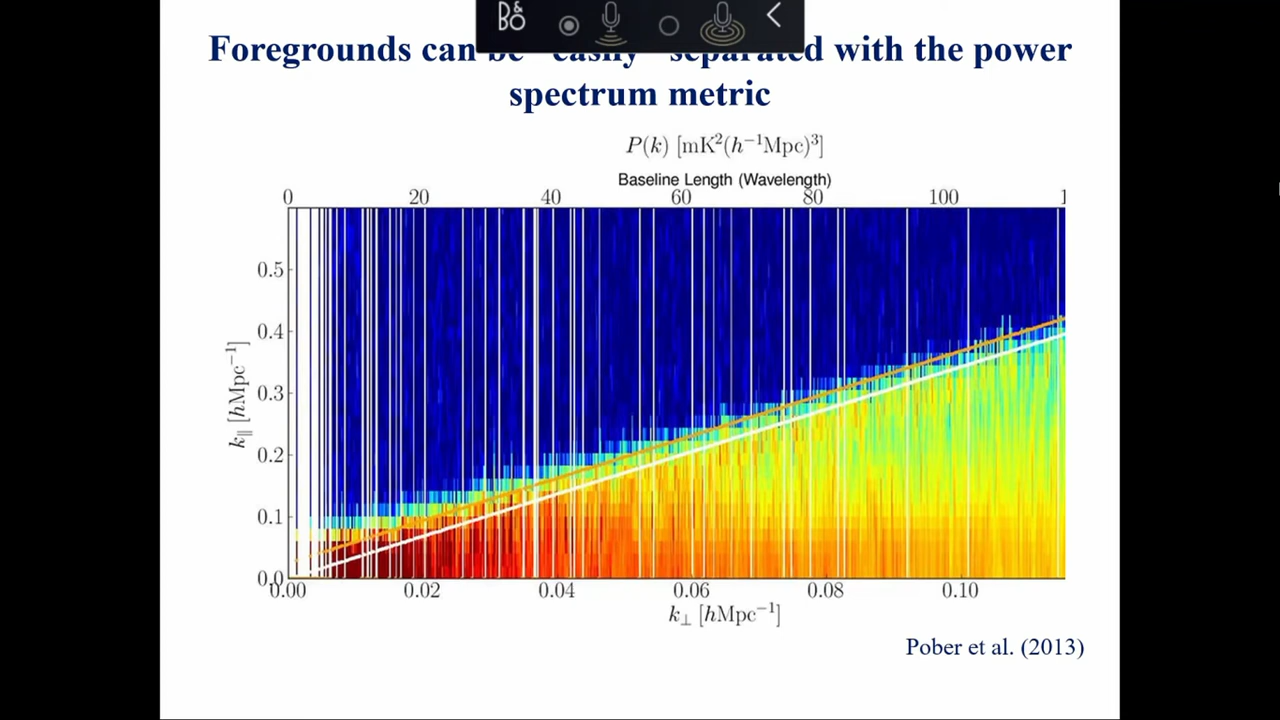 B&O
Foregrounds can be "easily" separated with the power
spectrum metric
P(k) [mK²(h⁻¹Mpc)³]
Baseline Length (Wavelength)
0 20 40 60 80 100 1
0.5
0.4
0.3
0.2
0.1
0.0
k∥ [hMpc⁻¹]
0.00 0.02 0.04 0.06 0.08 0.10
k⊥ [hMpc⁻¹]
Pober et al. (2013)